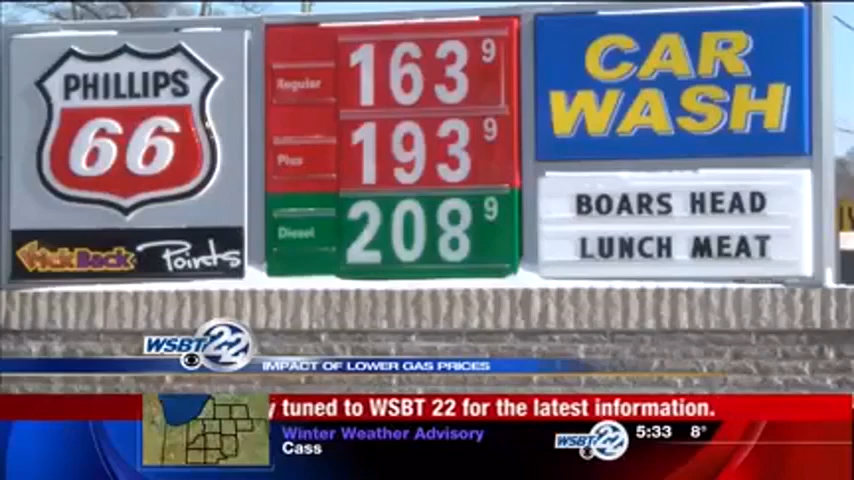 PHILLIPS
66
KickBack Points
Regular 163 9
Plus 193 9
Diesel 208 9
CAR
WASH
BOARS HEAD
LUNCH MEAT
WSBT 22
IMPACT OF LOWER GAS PRICES
y tuned to WSBT 22 for the latest information.
Winter Weather Advisory
Cass
WSBT 22
5:33 8°